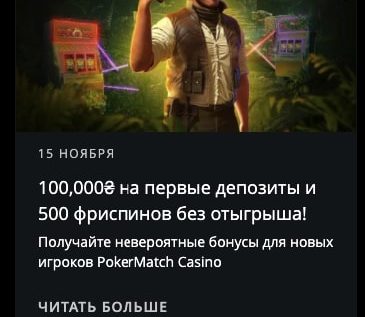 15 НОЯБРЯ
100,000₴ на первые депозиты и
500 фриспинов без отыгрыша!
Получайте невероятные бонусы для новых
игроков PokerMatch Casino
ЧИТАТЬ БОЛЬШЕ